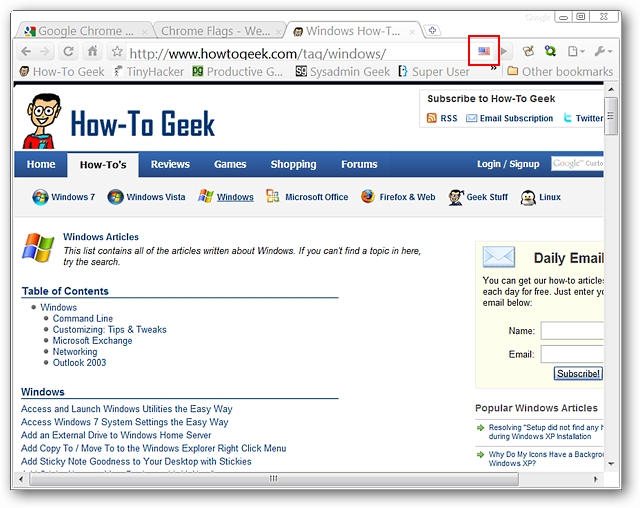 Google
Google Chrome ...
Chrome Flags - We...
Windows How-T...
http://www.howtogeek.com/tag/windows/
How-To Geek
TinyHacker
Productive G...
Sysadmin Geek
Super User
»
Other bookmarks
How-To Geek
Subscribe to How-To Geek
RSS
Email Subscription
Twitter
Home
How-To's
Reviews
Games
Shopping
Forums
Login / Signup
Google™ Custo
Windows 7
Windows Vista
Windows
Microsoft Office
Firefox & Web
Geek Stuff
Linux
Windows Articles
This list contains all of the articles written about Windows. If you can't find a topic in here,
try the search.
Table of Contents
Windows
Command Line
Customizing: Tips & Tweaks
Microsoft Exchange
Networking
Outlook 2003
Windows
Access and Launch Windows Utilities the Easy Way
Access Windows 7 System Settings the Easy Way
Add an External Drive to Windows Home Server
Add Copy To / Move To to the Windows Explorer Right Click Menu
Add Sticky Note Goodness to Your Desktop with Stickies
Daily Email
You can get our how-to articles
each day for free. Just enter yo
email below:
Name:
Email:
Subscribe!
Popular Windows Articles
Resolving "Setup did not find any h
during Windows XP Installation
Why Do My Icons Have a Backgrou
Windows XP?